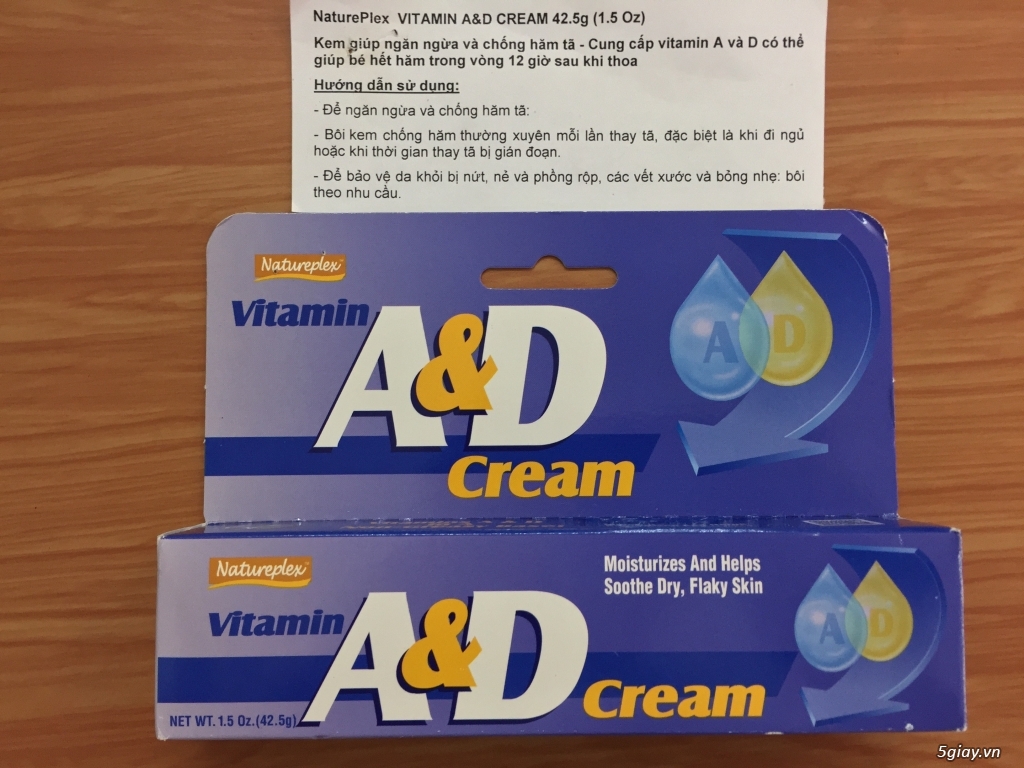 NaturePlex VITAMIN A&D CREAM 42.5g (1.5 Oz)
Kem giúp ngăn ngừa và chống hăm tã - Cung cấp vitamin A và D có thể
giúp bé hết hăm trong vòng 12 giờ sau khi thoa
Hướng dẫn sử dụng:
- Để ngăn ngừa và chống hăm tã:
- Bôi kem chống hăm thường xuyên mỗi lần thay tã, đặc biệt là khi đi ngủ
hoặc khi thời gian thay tã bị gián đoạn.
- Để bảo vệ da khỏi bị nứt, nẻ và phồng rộp, các vết xước và bỏng nhẹ: bôi
theo nhu cầu.
Natureplex™
Vitamin
A&D
Cream
A D
Natureplex™
Vitamin
A&D
Cream
Moisturizes And Helps
Soothe Dry, Flaky Skin
A D
NET WT. 1.5 Oz.(42.5g)
5giay.vn